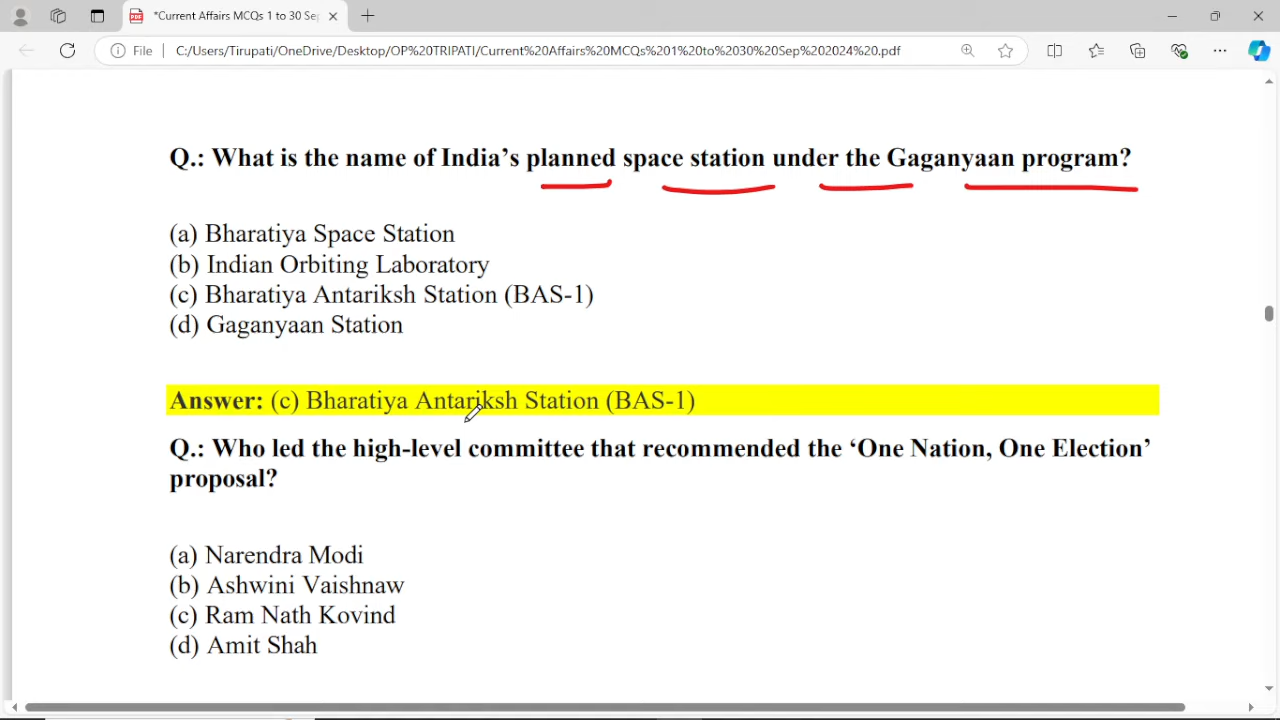 *Current Affairs MCQs 1 to 30 Sep
File
C:/Users/Tirupati/OneDrive/Desktop/OP%20TRIPATI/Current%20Affairs%20MCQs%201%20to%2030%20Sep%202024%20.pdf
Q.: What is the name of India’s planned space station under the Gaganyaan program?
(a) Bharatiya Space Station
(b) Indian Orbiting Laboratory
(c) Bharatiya Antariksh Station (BAS-1)
(d) Gaganyaan Station
Answer: (c) Bharatiya Antariksh Station (BAS-1)
Q.: Who led the high-level committee that recommended the ‘One Nation, One Election’
proposal?
(a) Narendra Modi
(b) Ashwini Vaishnaw
(c) Ram Nath Kovind
(d) Amit Shah